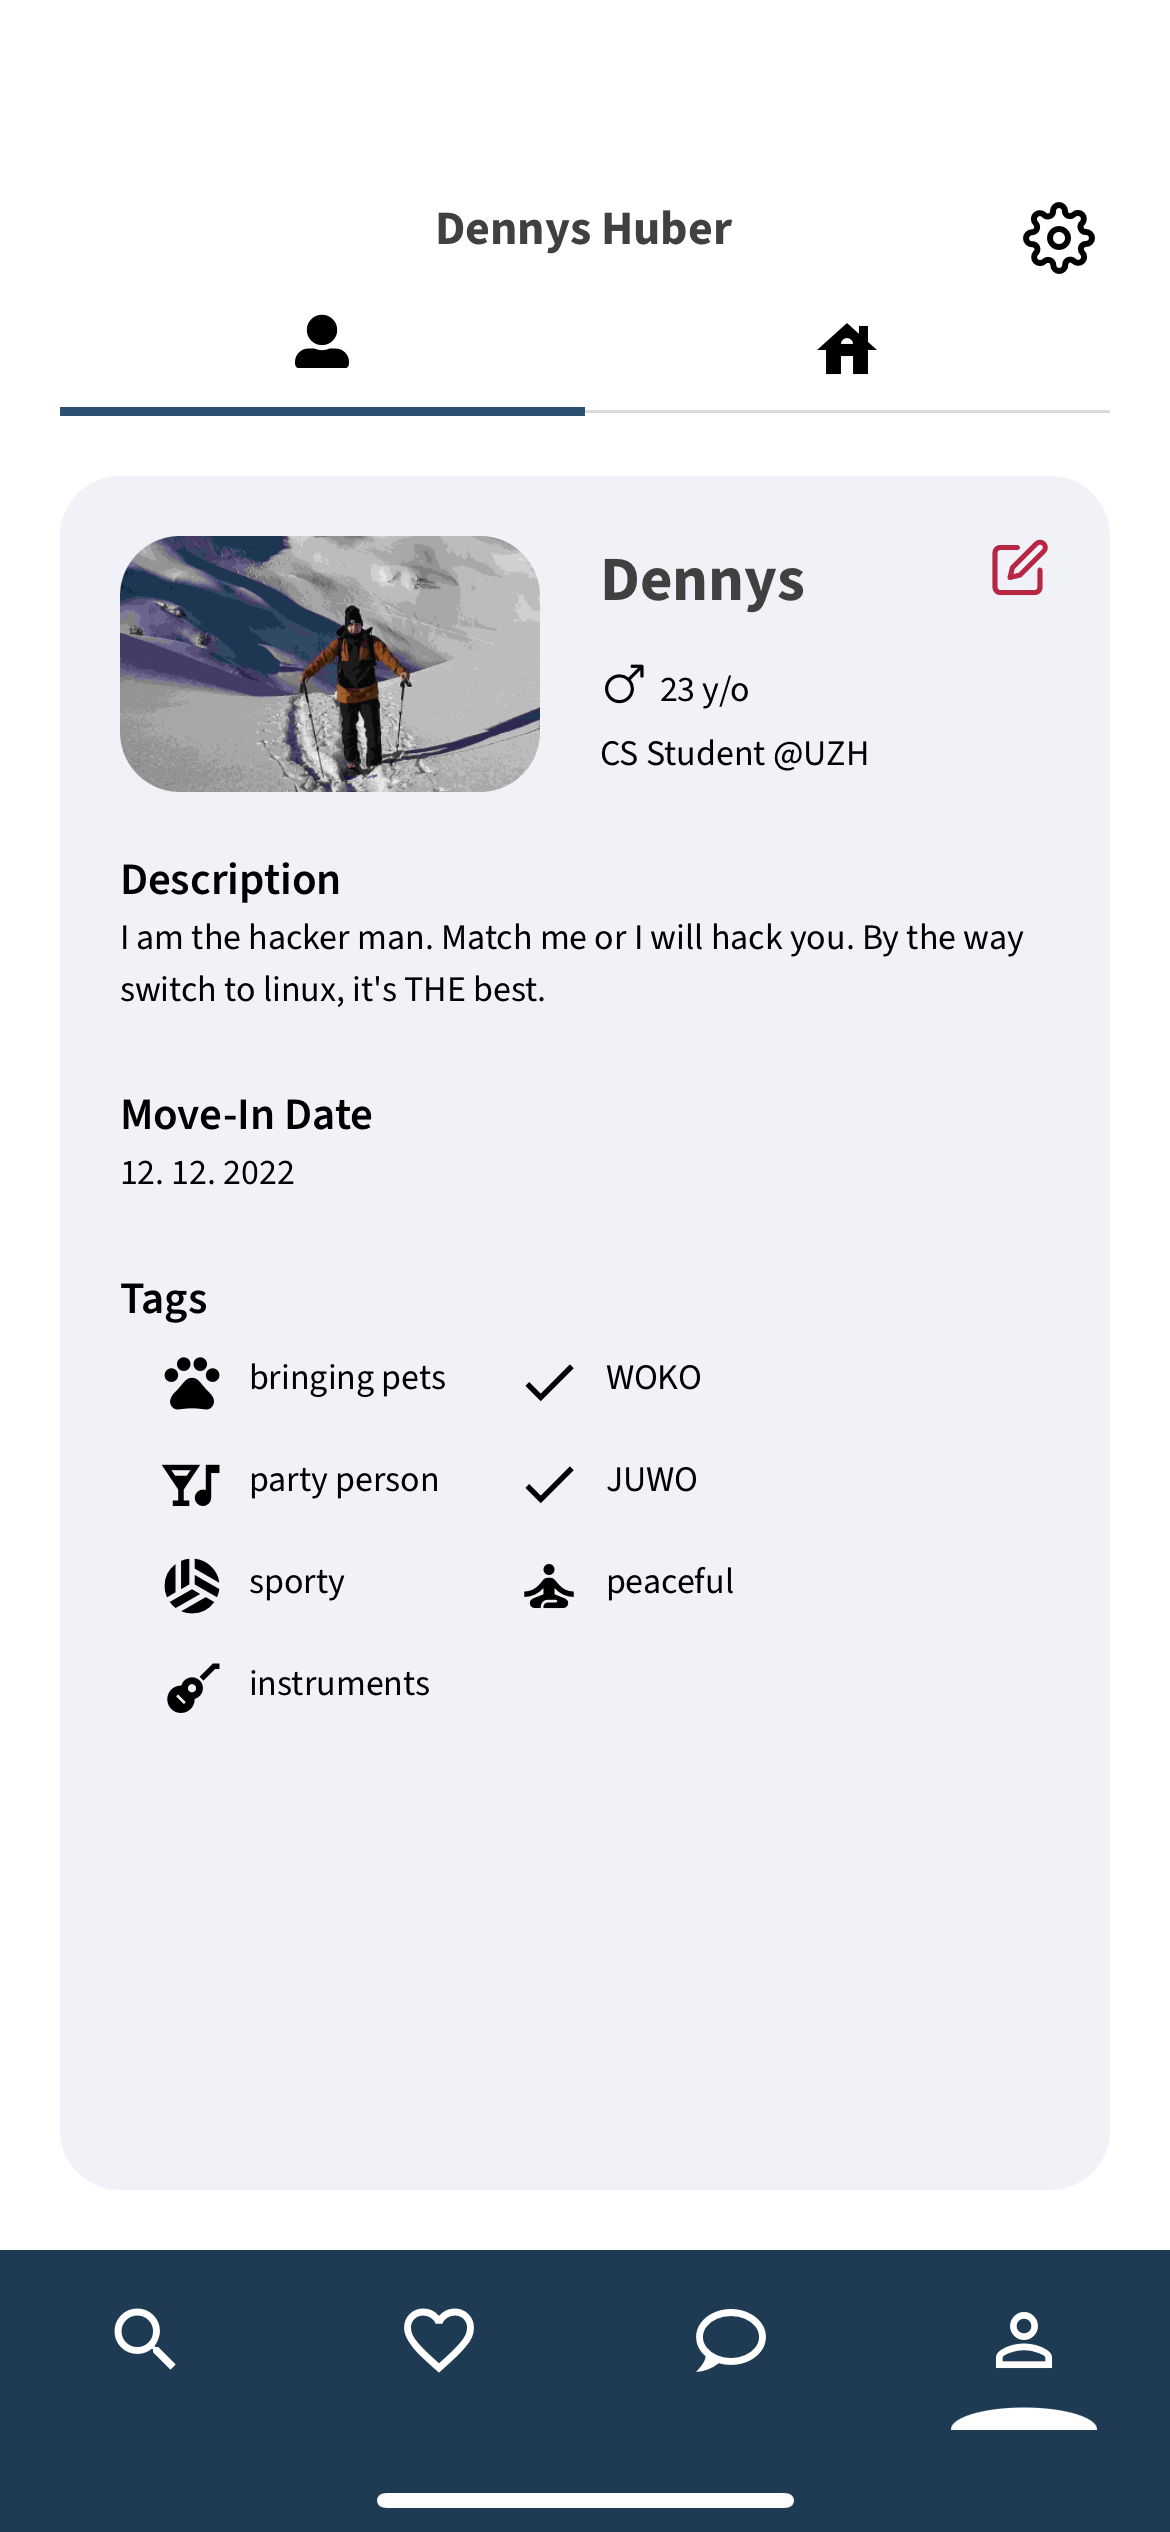 Dennys Huber
Dennys
23 y/o
CS Student @UZH
Description
I am the hacker man. Match me or I will hack you. By the way
switch to linux, it's THE best.
Move-In Date
12. 12. 2022
Tags
bringing pets
WOKO
party person
JUWO
sporty
peaceful
instruments